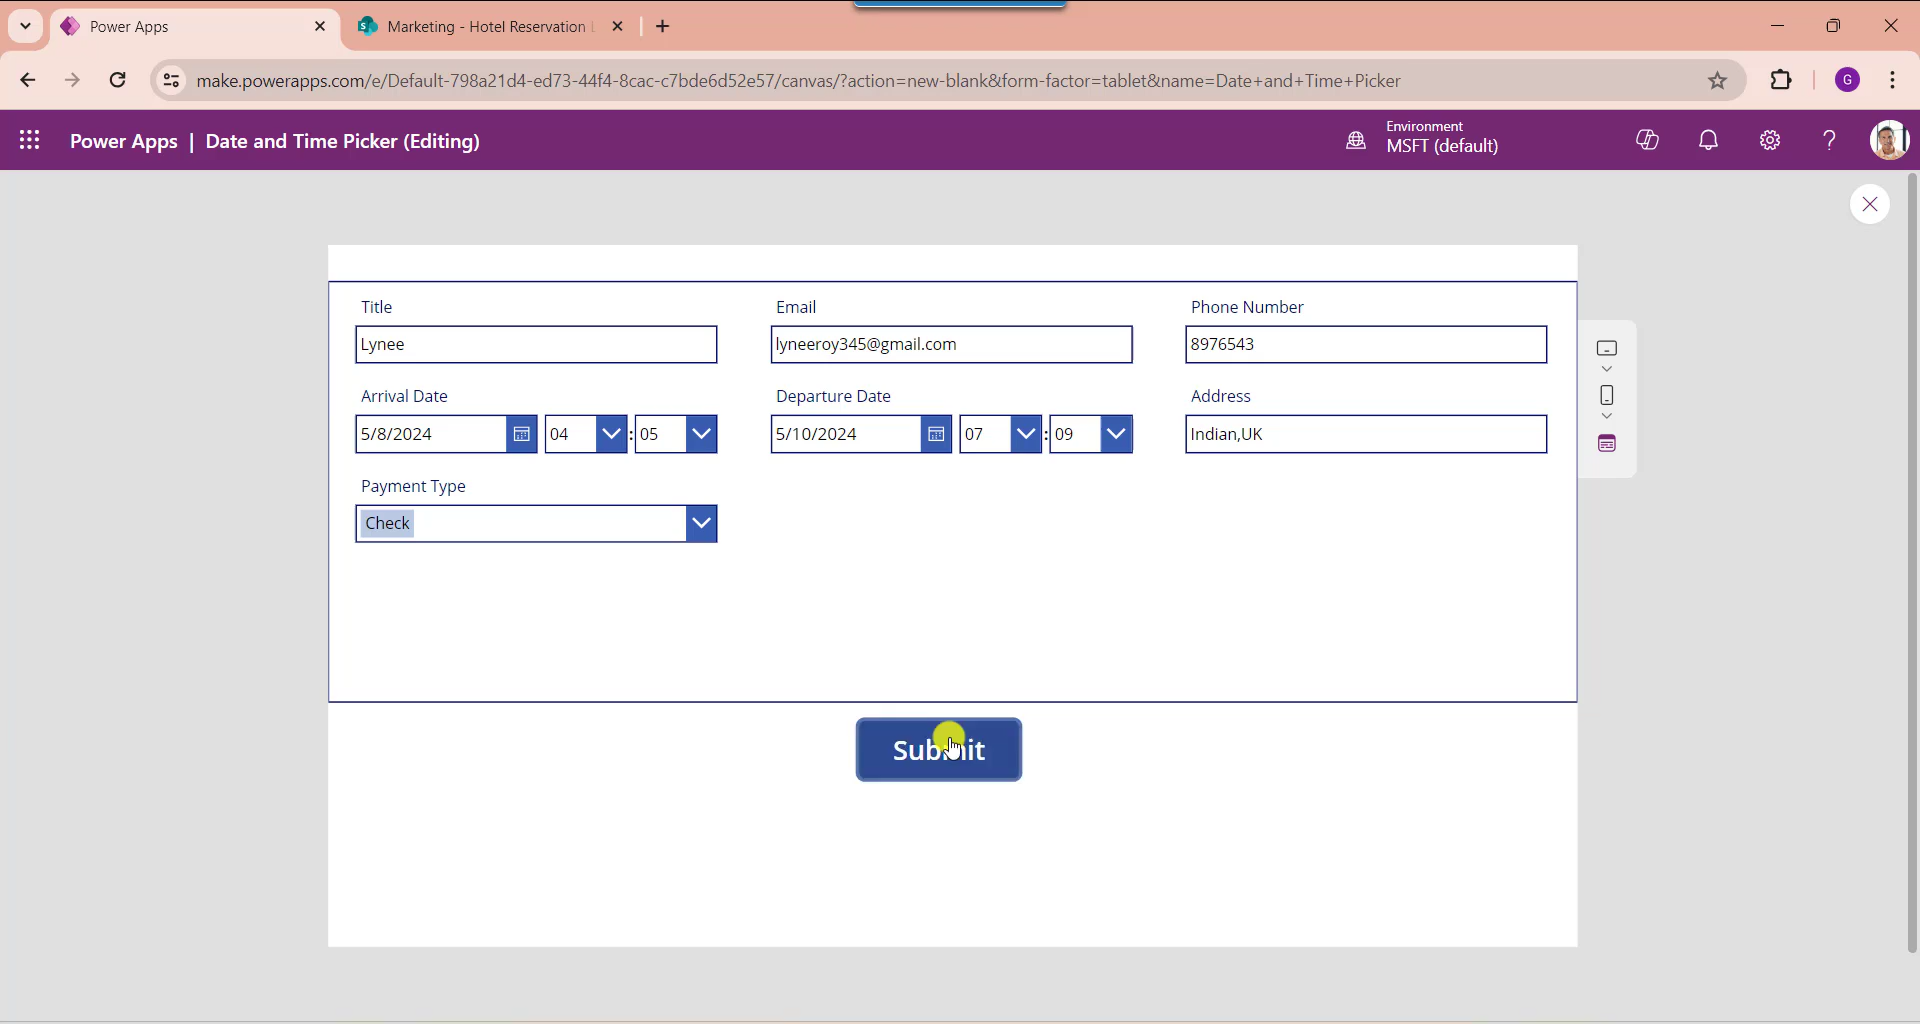 Power Apps
Marketing - Hotel Reservation
make.powerapps.com/e/Default-798a21d4-ed73-44f4-8cac-c7bde6d52e57/canvas/?action=new-blank&form-factor=tablet&name=Date+and+Time+Picker
G
Power Apps | Date and Time Picker (Editing)
Environment
MSFT (default)
Title
Email
Phone Number
Lynee
lyneeroy345@gmail.com
8976543
Arrival Date
Departure Date
Address
5/8/2024
04
:
05
5/10/2024
07
:
09
Indian,UK
Payment Type
Check
Submit